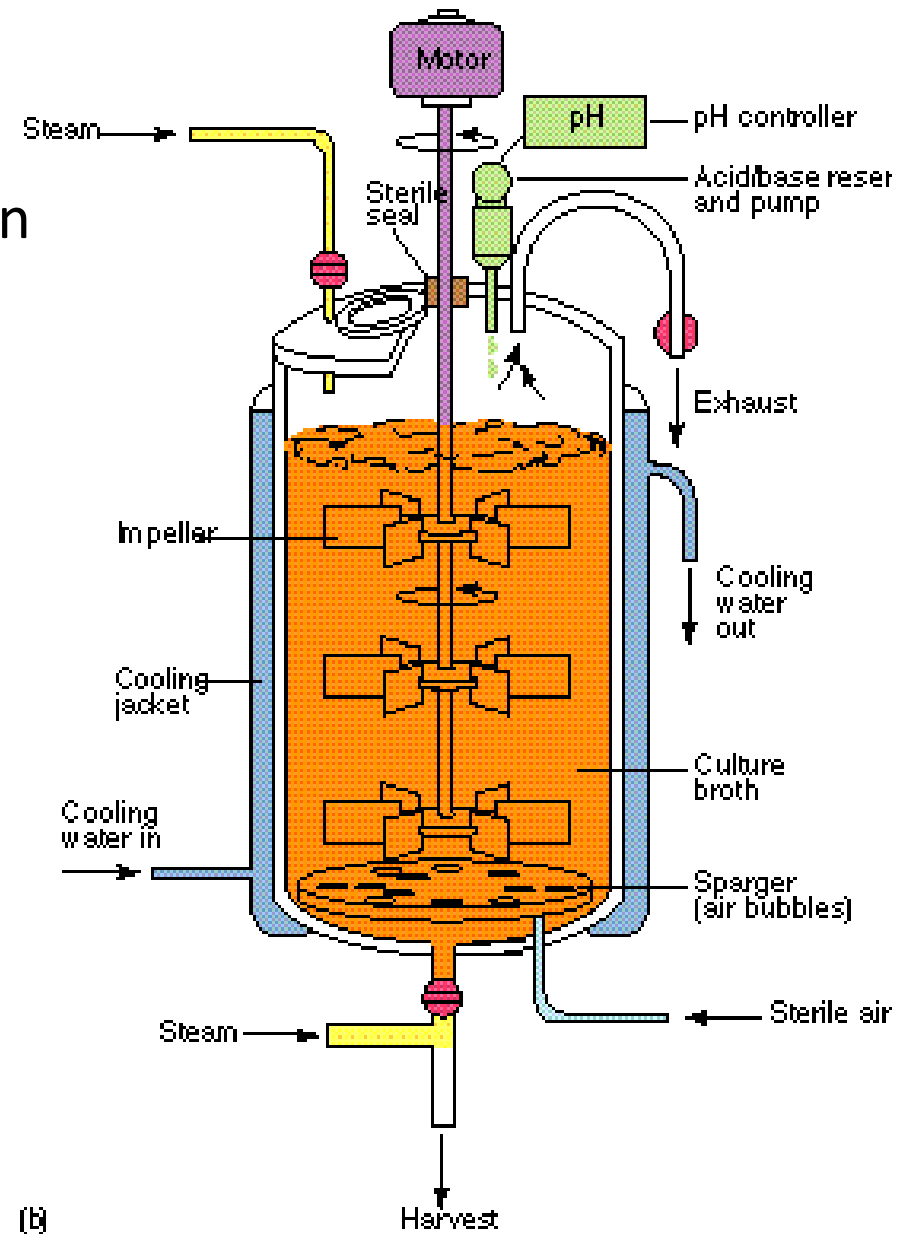 Motor
Steam
pH
pH controller
n
Sterile
seal
Acid/base reser
and pump
Exhaust
Impeller
Cooling
water
out
Cooling
jacket
Culture
broth
Cooling
water in
Sparger
(air bubbles)
Sterile air
Steam
(b)
Harvest